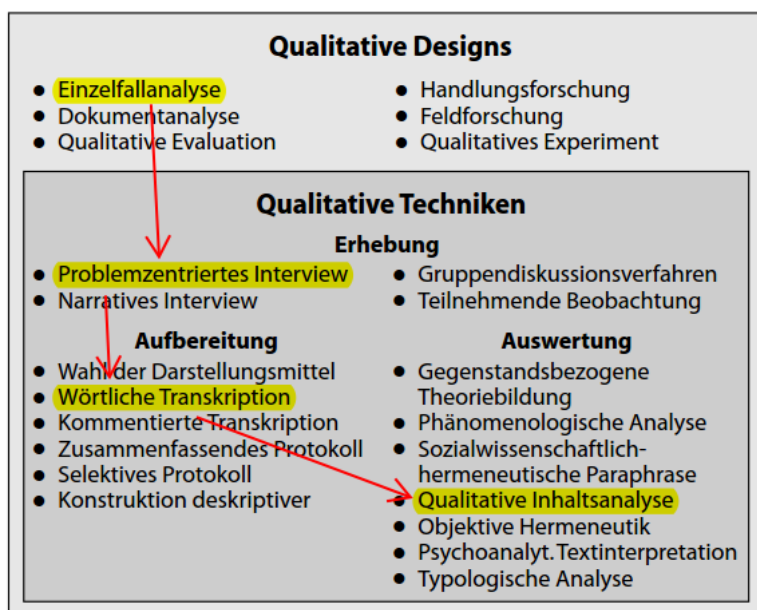 Qualitative Designs
● Einzelfallanalyse
● Dokumentanalyse
● Qualitative Evaluation
● Handlungsforschung
● Feldforschung
● Qualitatives Experiment
Qualitative Techniken
Erhebung
● Problemzentriertes Interview
● Narratives Interview
● Gruppendiskussionsverfahren
● Teilnehmende Beobachtung
Aufbereitung
● Wahl der Darstellungsmittel
● Wörtliche Transkription
● Kommentierte Transkription
● Zusammenfassendes Protokoll
● Selektives Protokoll
● Konstruktion deskriptiver
Auswertung
● Gegenstandsbezogene
Theoriebildung
● Phänomenologische Analyse
● Sozialwissenschaftlich-
hermeneutische Paraphrase
● Qualitative Inhaltsanalyse
● Objektive Hermeneutik
● Psychoanalyt. Textinterpretation
● Typologische Analyse